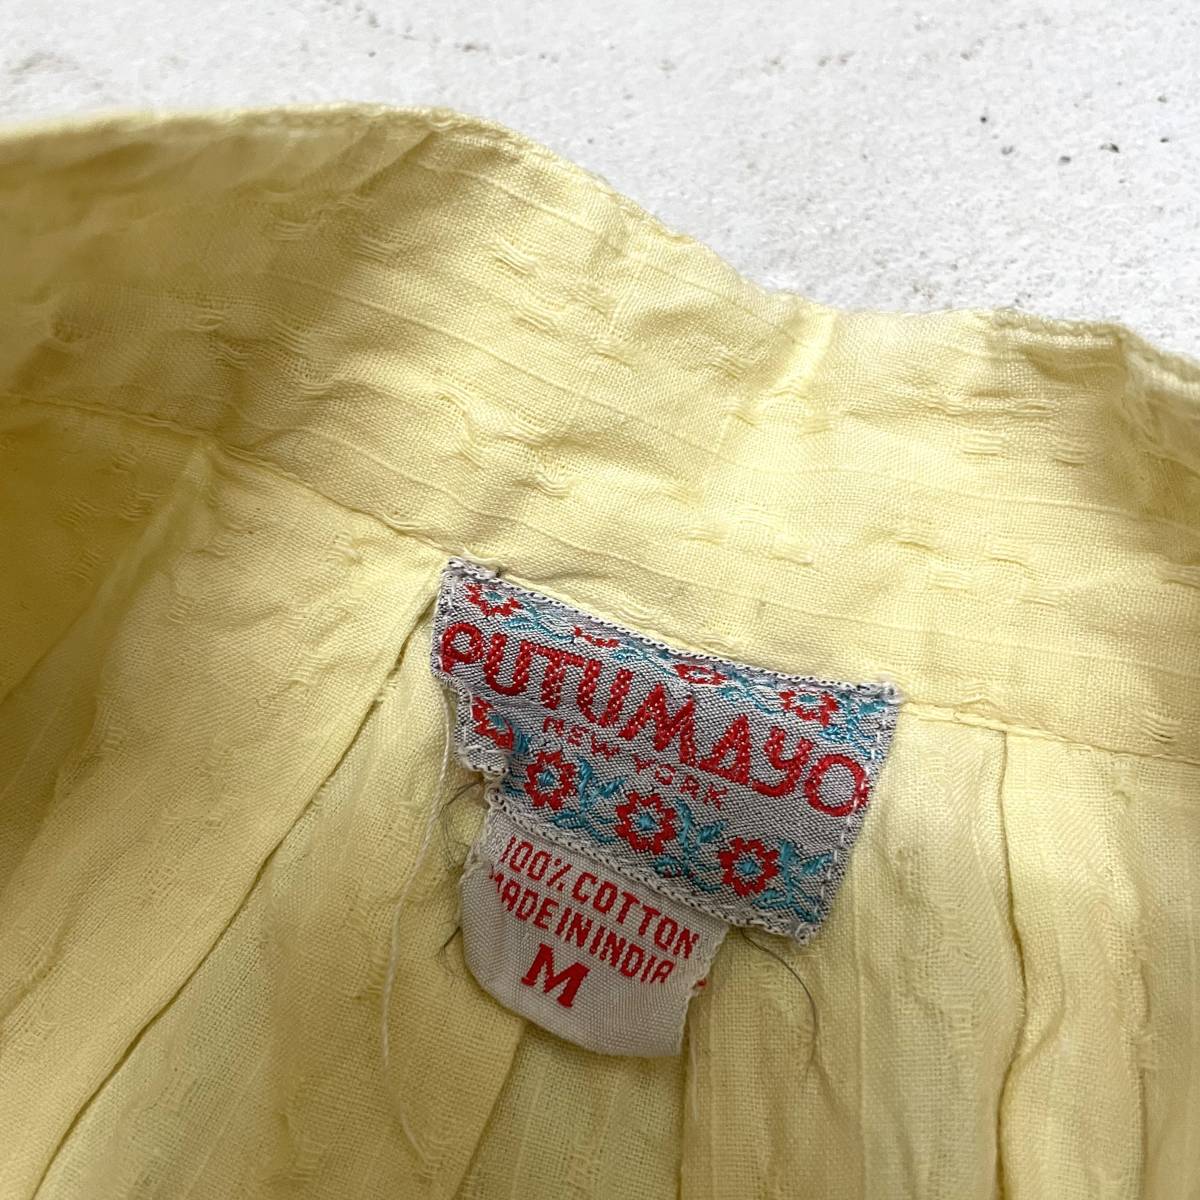 PUTUMAYO
NEW YORK
100% COTTON
MADE IN INDIA
M